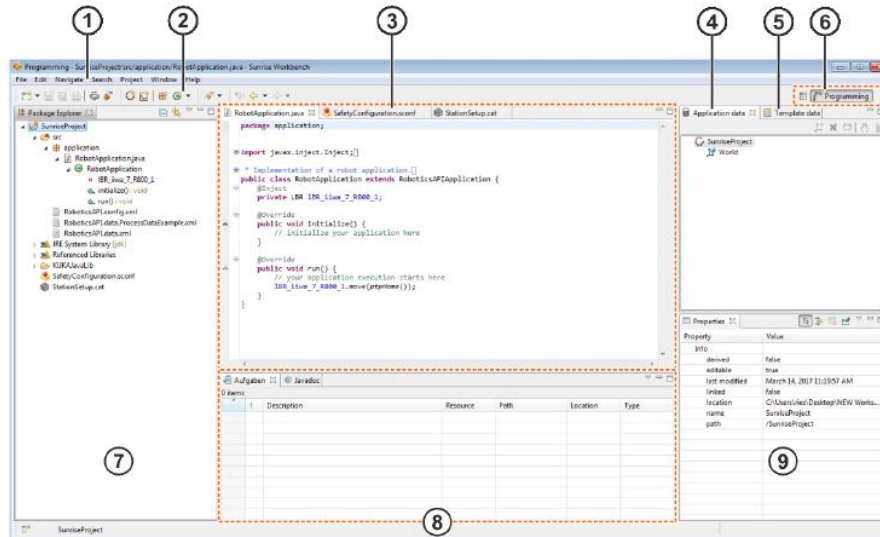 1 2 3 4 5 6
Programming - SunriseProject/src/application/RobotApplication.java - Sunrise Workbench
File Edit Navigate Search Project Window Help
Programming
Package Explorer
SunriseProject
src
application
RobotApplication.java
RobotApplication
lBR_iiwa_7_R800_1
initialize() : void
run() : void
RoboticsAPI.config.xml
RoboticsAPI.data.ProcessDataExample.xml
RoboticsAPI.data.xml
JRE System Library [jdk]
Referenced Libraries
KUKAJavaLib
SafetyConfiguration.sconf
StationSetup.cat
7
RobotApplication.java SafetyConfiguration.sconf StationSetup.cat
package application;
import javax.inject.Inject;
* Implementation of a robot application.
public class RobotApplication extends RoboticsAPIApplication {
@Inject
private LBR lBR_iiwa_7_R800_1;
@Override
public void initialize() {
// initialize your application here
}
@Override
public void run() {
// your application execution starts here
lBR_iiwa_7_R800_1.move(ptpHome());
}
}
Aufgaben Javadoc
0 items
! Description Resource Path Location Type
8
Application data Template data
SunriseProject
World
Properties
Property Value
Info
derived false
editable true
last modified March 14, 2017 11:19:57 AM
linked false
location C:\Users\ries\Desktop\NEW Works...
name SunriseProject
path /SunriseProject
9
SunriseProject